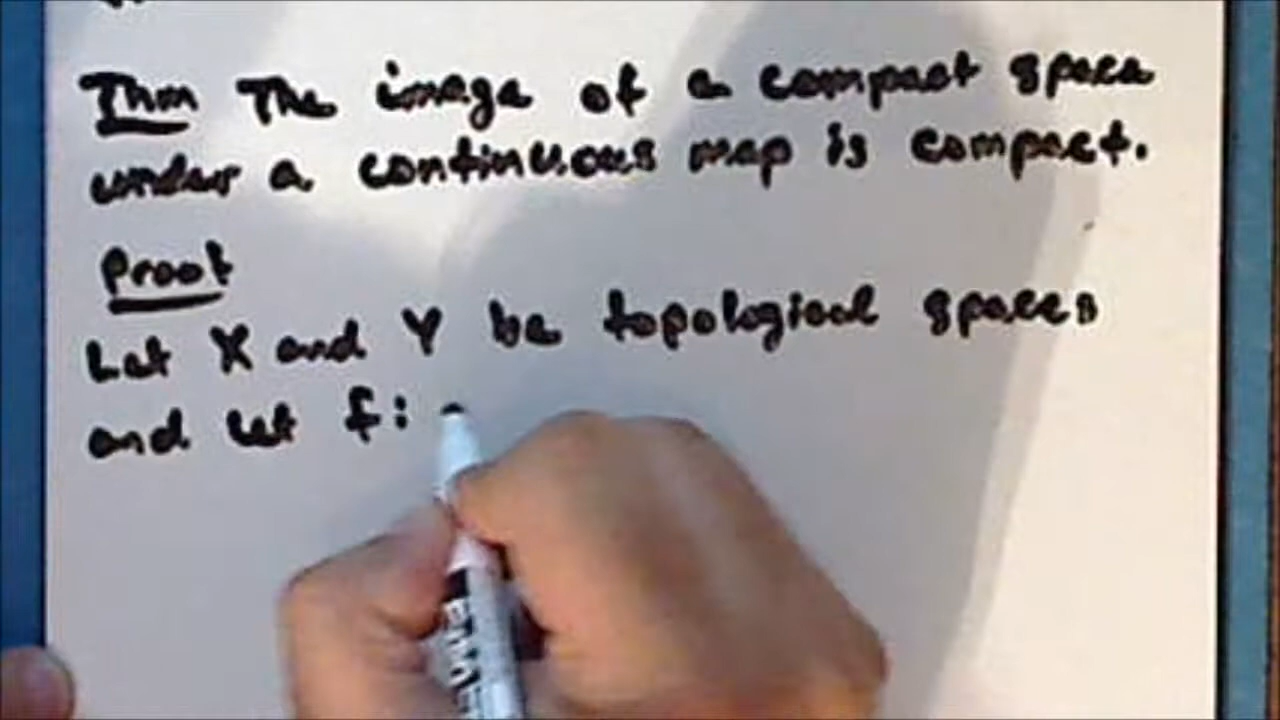 Thm The image of a compact space
under a continuous map is compact.
Proof
Let X and Y be topological spaces
and let f: